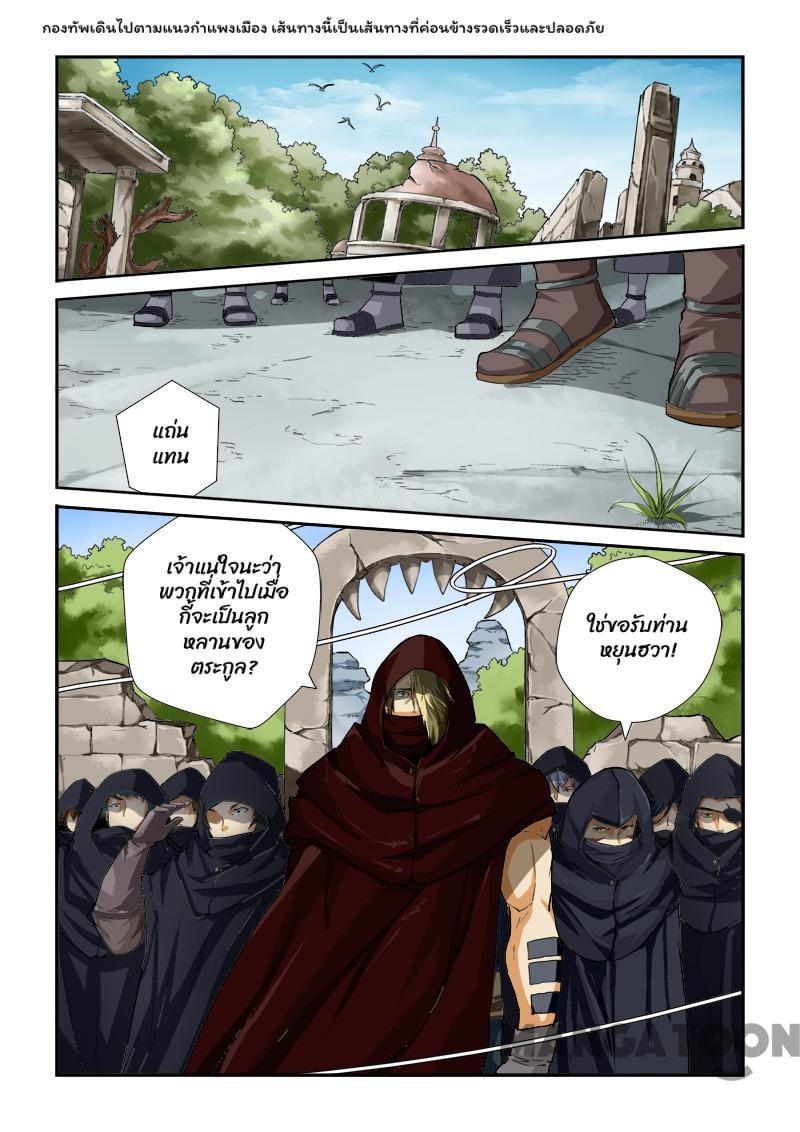 กองทัพเดินไปตามแนวกำแพงเมือง เส้นทางนี้เป็นเส้นทางที่ค่อนข้างรวดเร็วและปลอดภัย
แถ่น
แทน
เจ้าแน่ใจนะว่า
พวกที่เข้าไปเมื่อ
กี้จะเป็นลูก
หลานของ
ตระกูล?
ใช่ขอรับท่าน
หยุนฮวา!
MANGATOON